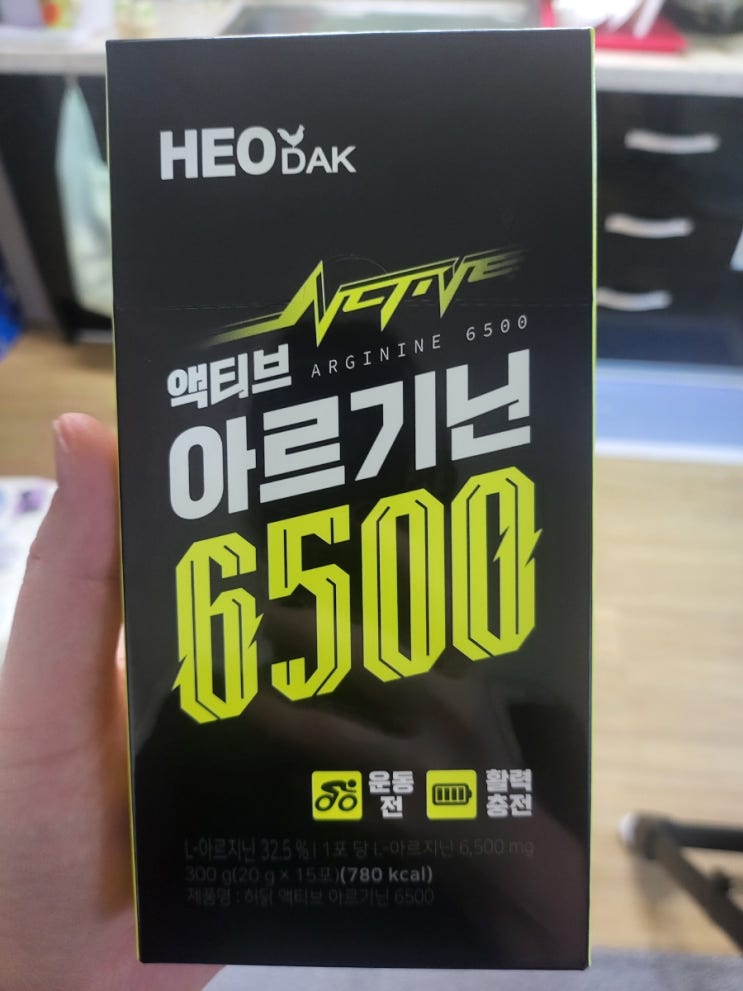 HEO DAK
ACTIVE
ARGININE 6500
액티브
아르기닌
6500
운동 전
활력 충전
L-아르지닌 32.5 % | 1포 당 L-아르지닌 6,500 mg
300 g(20 g × 15포)(780 kcal)
제품명 : 허닭 액티브 아르기닌 6500